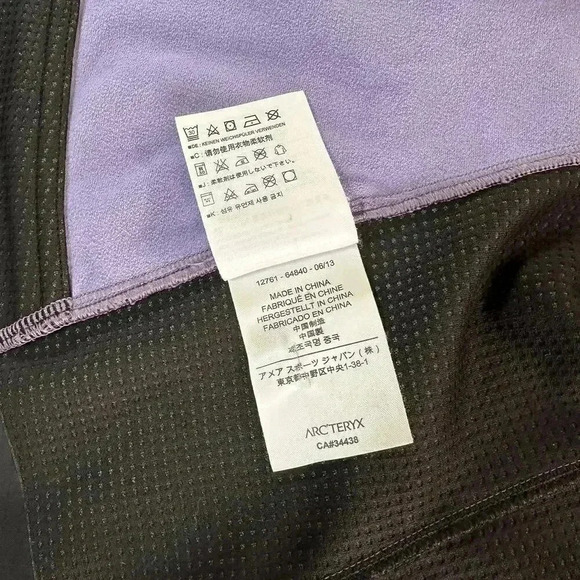 30
■DE: KEINEN WEICHSPÜLER VERWENDEN
■C: 请勿使用衣物柔软剂
■J: 柔軟剤は使用しないで下さい。
■K: 섬유 유연제 사용 금지
12761 - 64840 - 06/13
MADE IN CHINA
FABRIQUÉ EN CHINE
HERGESTELLT IN CHINA
FABRICADO EN CHINA
中国制造
中国製
제조국명 중국
アメア スポーツ ジャパン (株)
東京都中野区中央1-38-1
ARC'TERYX
CA#34438